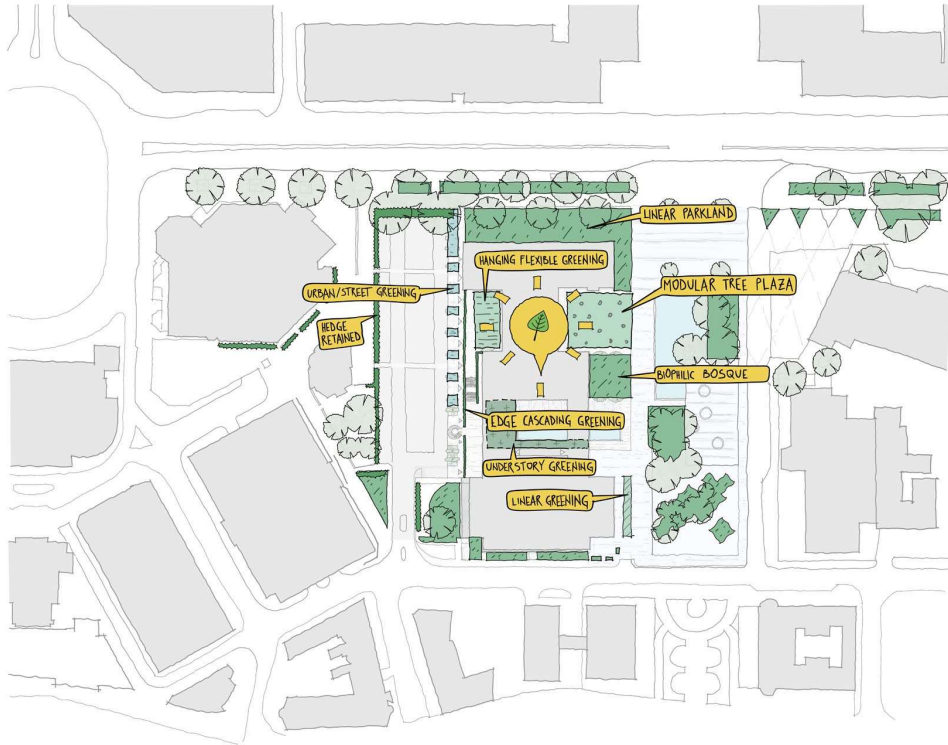 LINEAR PARKLAND
HANGING FLEXIBLE GREENING
MODULAR TREE PLAZA
URBAN/STREET GREENING
HEDGE
RETAINED
BIOPHILIC BOSQUE
EDGE CASCADING GREENING
UNDERSTORY GREENING
LINEAR GREENING